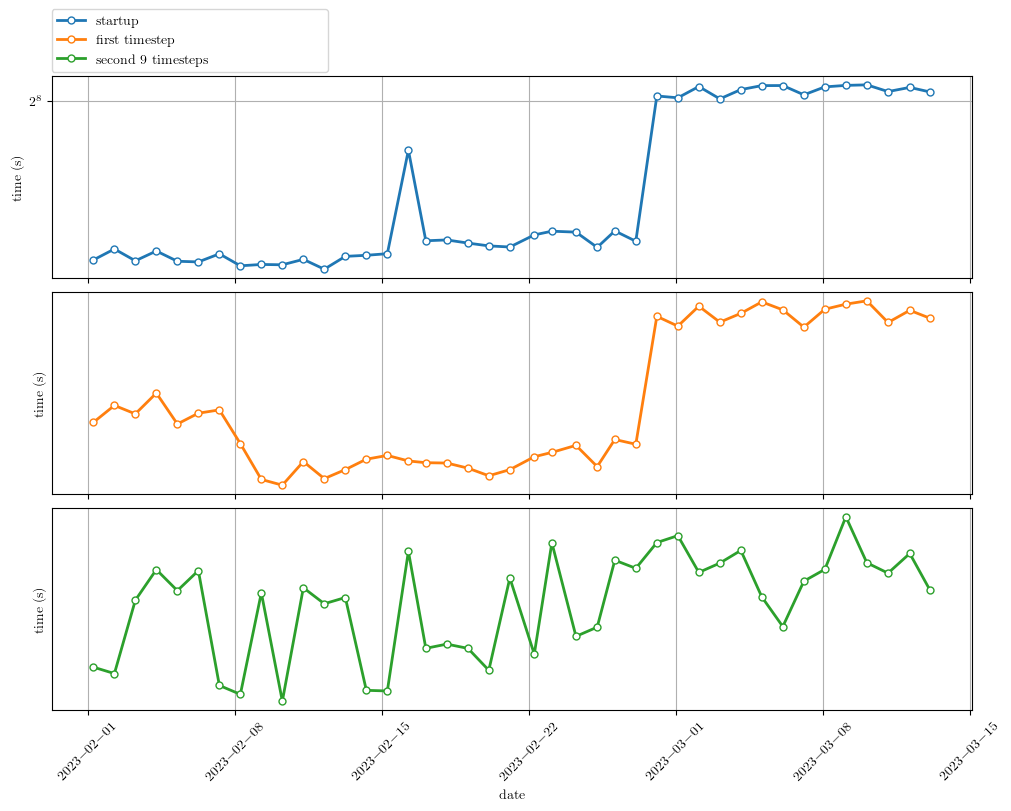 startup
first timestep
second 9 timesteps
2⁸
time (s)
time (s)
time (s)
2023−02−01
2023−02−08
2023−02−15
2023−02−22
2023−03−01
2023−03−08
2023−03−15
date